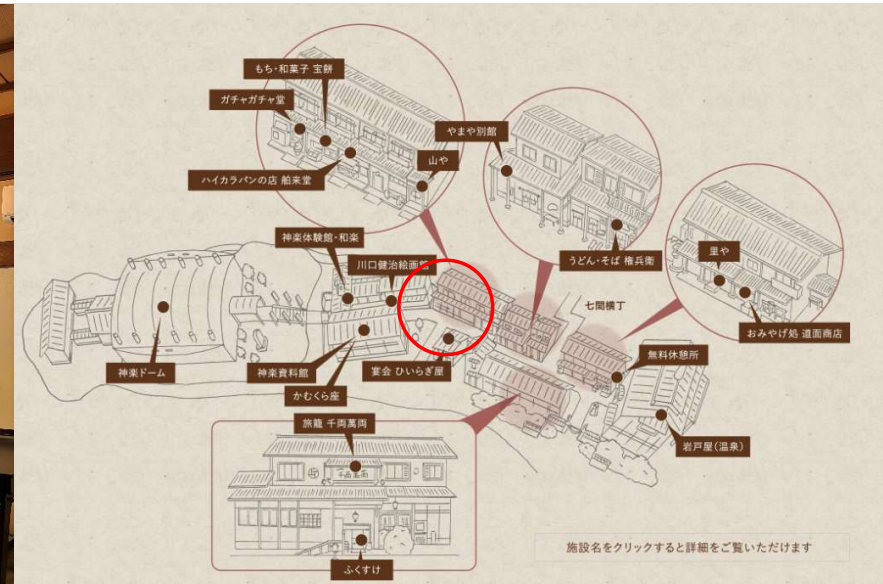 もち・和菓子 宝餅
ガチャガチャ堂
ハイカラパンの店 舶来堂
山や
やまや別館
うどん・そば 権兵衛
里や
おみやげ処 道面商店
神楽体験館・和楽
川口健治絵画館
七間横丁
無料休憩所
神楽ドーム
神楽資料館
かむくら座
宴会 ひいらぎ屋
岩戸屋(温泉)
旅籠 千両萬両
ふくすけ
施設名をクリックすると詳細をご覧いただけます